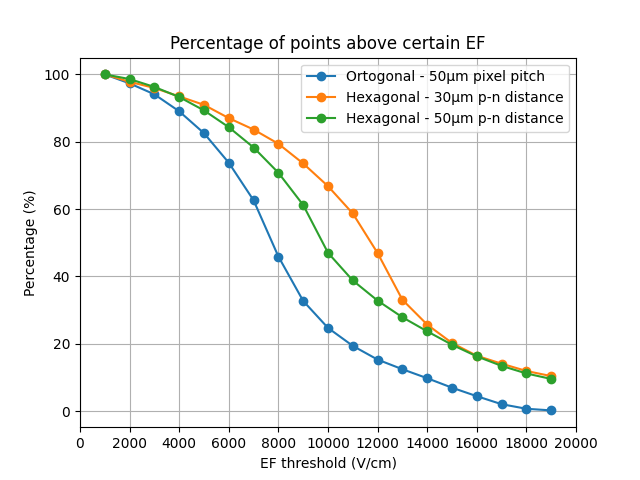 Percentage of points above certain EF
Ortogonal - 50μm pixel pitch
Hexagonal - 30μm p-n distance
Hexagonal - 50μm p-n distance
Percentage (%)
100
80
60
40
20
0
0 2000 4000 6000 8000 10000 12000 14000 16000 18000 20000
EF threshold (V/cm)